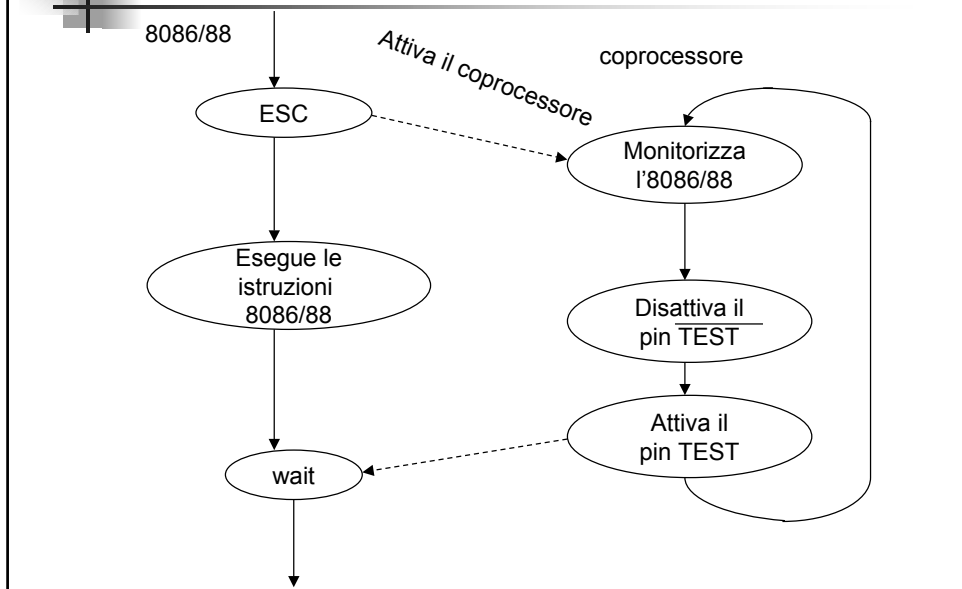 8086/88
Attiva il coprocessore
coprocessore
ESC
Monitorizza
l'8086/88
Esegue le
istruzioni
8086/88
Disattiva il
pin TEST
Attiva il
pin TEST
wait